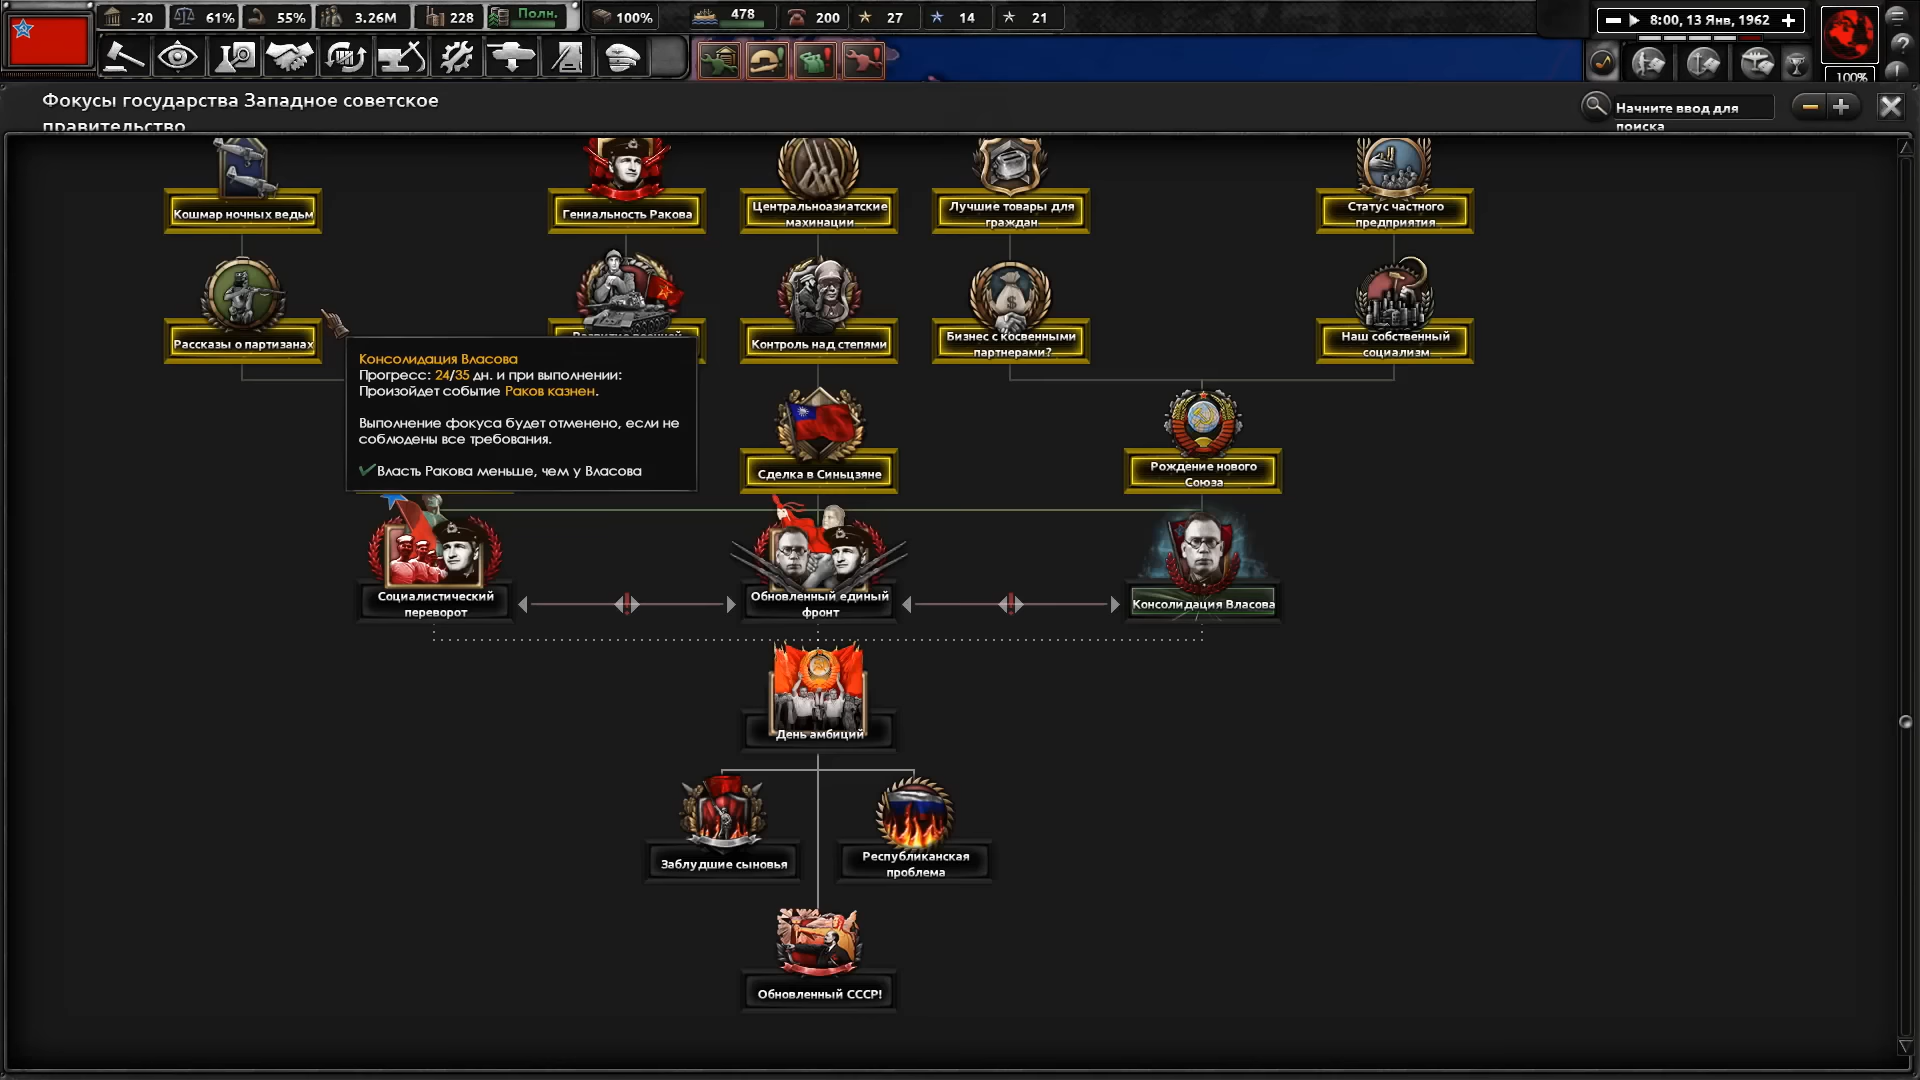 -20
61%
55%
3.26M
228
Полн.
100%
478
200
27
14
21
8:00, 13 Янв, 1962
100%
Фокусы государства Западное советское
правительство
Начните ввод для
поиска
Кошмар ночных ведьм
Гениальность Ракова
Центральноазиатские
махинации
Лучшие товары для
граждан
Статус частного
предприятия
Рассказы о партизанах
Контроль над степями
Бизнес с косвенными
партнерами?
Наш собственный
социализм
Консолидация Власова
Прогресс: 24/35 дн. и при выполнении:
Произойдет событие Раков казнен.
Выполнение фокуса будет отменено, если не
соблюдены все требования.
Власть Ракова меньше, чем у Власова
Сделка в Синьцзяне
Рождение нового
Союза
Социалистический
переворот
Обновленный единый
фронт
Консолидация Власова
День амбиций
Заблудшие сыновья
Республиканская
проблема
Обновленный СССР!